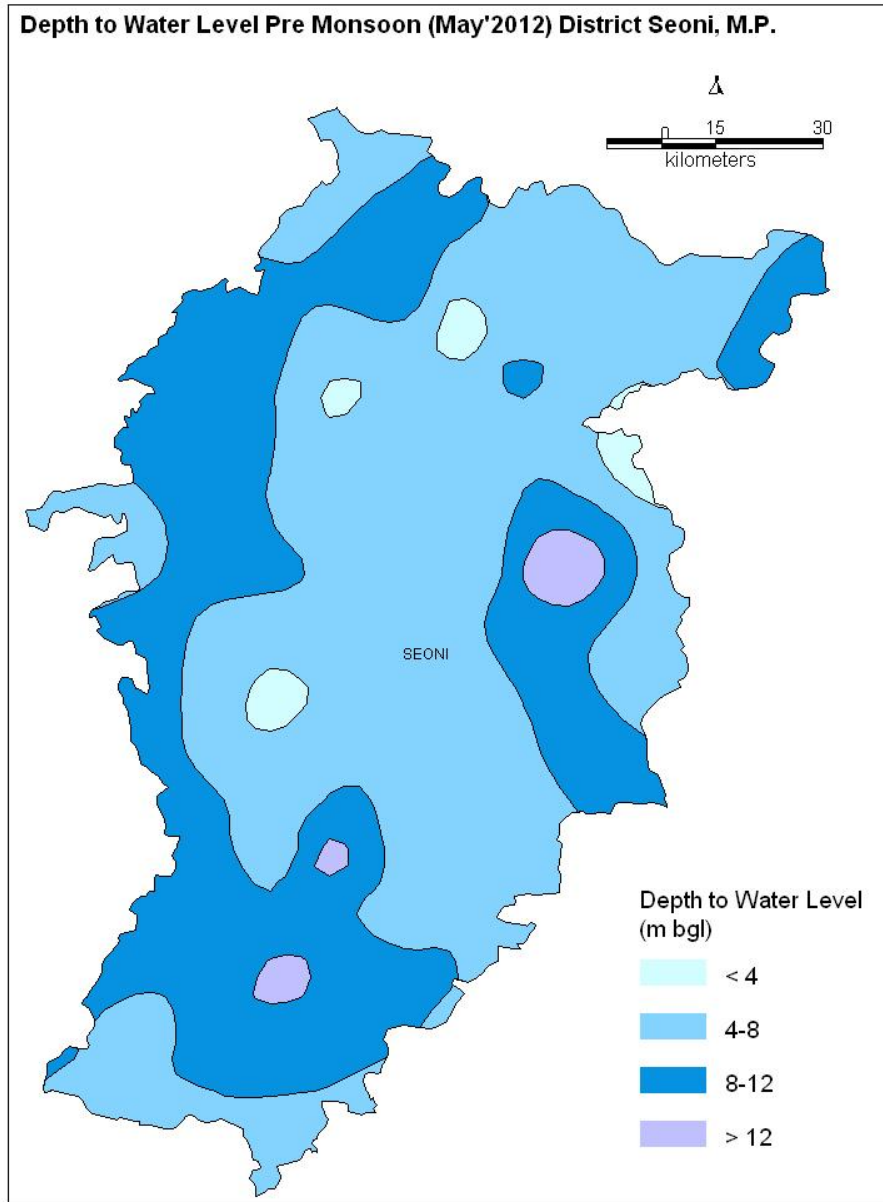 Depth to Water Level Pre Monsoon (May'2012) District Seoni, M.P.
0 15 30
kilometers
SEONI
Depth to Water Level
(m bgl)
< 4
4-8
8-12
> 12